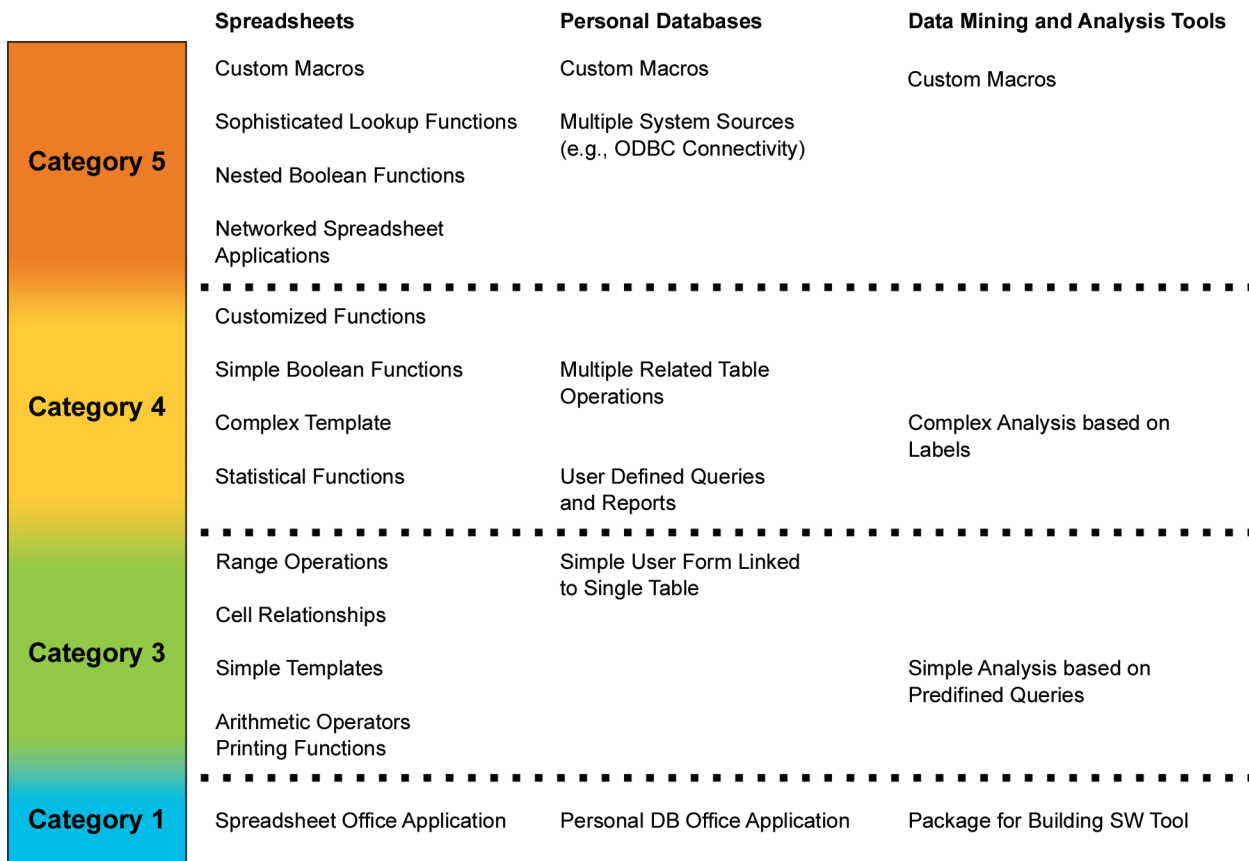 Spreadsheets
Personal Databases
Data Mining and Analysis Tools
Category 5
Custom Macros
Sophisticated Lookup Functions
Nested Boolean Functions
Networked Spreadsheet
Applications
Custom Macros
Multiple System Sources
(e.g., ODBC Connectivity)
Custom Macros
Category 4
Customized Functions
Simple Boolean Functions
Complex Template
Statistical Functions
Multiple Related Table
Operations
User Defined Queries
and Reports
Complex Analysis based on
Labels
Category 3
Range Operations
Cell Relationships
Simple Templates
Arithmetic Operators
Printing Functions
Simple User Form Linked
to Single Table
Simple Analysis based on
Predifined Queries
Category 1
Spreadsheet Office Application
Personal DB Office Application
Package for Building SW Tool